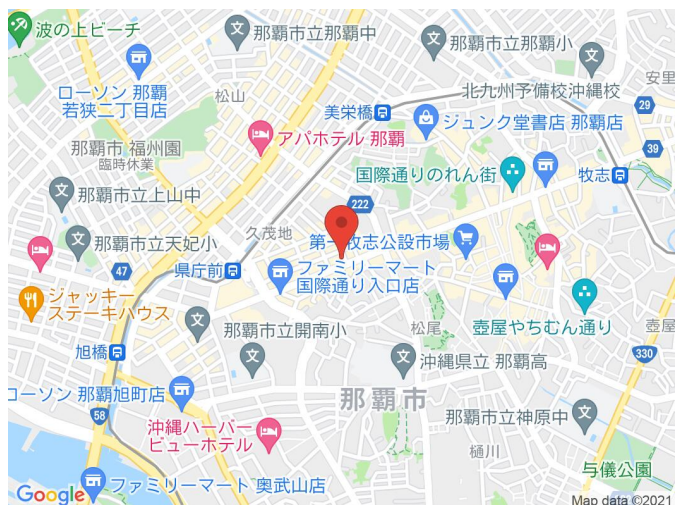 波の上ビーチ
那覇市立那覇中
那覇市立那覇小
ローソン 那覇
若狭二丁目店
松山
北九州予備校沖縄校
安里
29
美栄橋
ジュンク堂書店 那覇店
アパホテル 那覇
39
那覇市 福州園
臨時休業
国際通りのれん街
牧志
那覇市立上山中
222
久茂地
那覇市立天妃小
第一牧志公設市場
47
県庁前
ファミリーマート
国際通り入口店
ジャッキー
ステーキハウス
那覇市立開南小
松尾
壺屋やちむん通り
壺屋
旭橋
沖縄県立 那覇高
330
ローソン 那覇旭町店
那覇市
58
沖縄ハーバー
ビューホテル
那覇市立神原中
樋川
与儀公園
ファミリーマート 奥武山店
Google
Map data ©2021